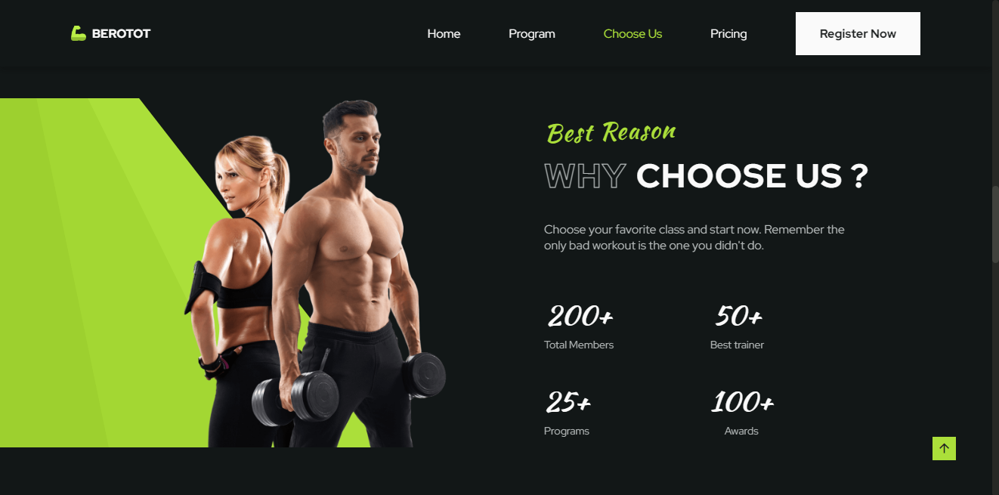 BEROTOT
Home
Program
Choose Us
Pricing
Register Now
Best Reason
WHY CHOOSE US ?
Choose your favorite class and start now. Remember the
only bad workout is the one you didn't do.
200+
50+
Total Members
Best trainer
25+
100+
Programs
Awards